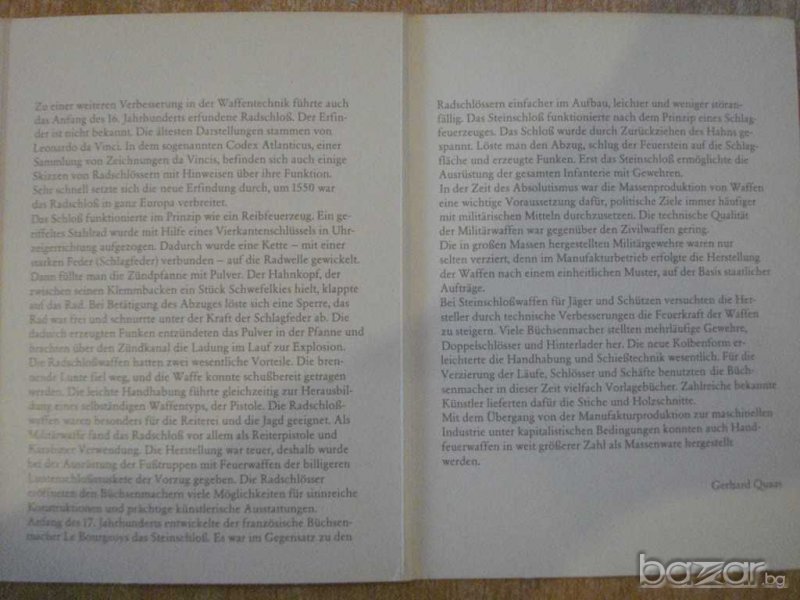 Zu einer weiteren Verbesserung in der Waffentechnik führte auch
das Anfang des 16. Jahrhunderts erfundene Radschloß. Der Erfin-
der ist nicht bekannt. Die ältesten Darstellungen stammen von
Leonardo da Vinci. In dem sogenannten Codex Atlanticus, einer
Sammlung von Zeichnungen da Vincis, befinden sich auch einige
Skizzen von Radschlössern mit Hinweisen über ihre Funktion.
Sehr schnell setzte sich die neue Erfindung durch, um 1550 war
das Radschloß in ganz Europa verbreitet.
Das Schloß funktionierte im Prinzip wie ein Reibfeuerzeug. Ein ge-
riffeltes Stahlrad wurde mit Hilfe eines Vierkantenschlüssels in Uhr-
zeigerrichtung aufgezogen. Dadurch wurde eine Kette – mit einer
starken Feder (Schlagfeder) verbunden – auf die Radwelle gewickelt.
Dann füllte man die Zündpfanne mit Pulver. Der Hahnkopf, der
zwischen seinen Klemmbacken ein Stück Schwefelkies hielt, klappte
auf das Rad. Bei Betätigung des Abzuges löste sich eine Sperre, das
Rad war frei und schnurrte unter der Kraft der Schlagfeder ab. Die
dadurch erzeugten Funken entzündeten das Pulver in der Pfanne und
brachten über den Zündkanal die Ladung im Lauf zur Explosion.
Die Radschloßwaffen hatten zwei wesentliche Vorteile. Die bren-
nende Lunte fiel weg, und die Waffe konnte schußbereit getragen
werden. Die leichte Handhabung führte gleichzeitig zur Herausbil-
dung eines selbständigen Waffentyps, der Pistole. Die Radschloß-
waffen waren besonders für die Reiterei und die Jagd geeignet. Als
Militärwaffe fand das Radschloß vor allem als Reiterpistole und
Karabiner Verwendung. Die Herstellung war teuer, deshalb wurde
bei der Ausrüstung der Fußtruppen mit Feuerwaffen der billigeren
Luntenschloßmuskete der Vorzug gegeben. Die Radschlösser
eröffneten den Büchsenmachern viele Möglichkeiten für sinnreiche
Konstruktionen und prächtige künstlerische Ausstattungen.
Anfang des 17. Jahrhunderts entwickelte der französische Büchsen-
macher Le Bourgeoys das Steinschloß. Es war im Gegensatz zu den
Radschlössern einfacher im Aufbau, leichter und weniger störan-
fällig. Das Steinschloß funktionierte nach dem Prinzip eines Schlag-
feuerzeuges. Das Schloß wurde durch Zurückziehen des Hahns ge-
spannt. Löste man den Abzug, schlug der Feuerstein auf die Schlag-
fläche und erzeugte Funken. Erst das Steinschloß ermöglichte die
Ausrüstung der gesamten Infanterie mit Gewehren.
In der Zeit des Absolutismus war die Massenproduktion von Waffen
eine wichtige Voraussetzung dafür, politische Ziele immer häufiger
mit militärischen Mitteln durchzusetzen. Die technische Qualität
der Militärwaffen war gegenüber den Zivilwaffen gering.
Die in großen Massen hergestellten Militärgewehre waren nur
selten verziert, denn im Manufakturbetrieb erfolgte die Herstellung
der Waffen nach einem einheitlichen Muster, auf der Basis staatlicher
Aufträge.
Bei Steinschloßwaffen für Jäger und Schützen versuchten die Her-
steller durch technische Verbesserungen die Feuerkraft der Waffen
zu steigern. Viele Büchsenmacher stellten mehrläufige Gewehre,
Doppelschlösser und Hinterlader her. Die neue Kolbenform er-
leichterte die Handhabung und Schießtechnik wesentlich. Für die
Verzierung der Läufe, Schlösser und Schäfte benutzten die Büch-
senmacher in dieser Zeit vielfach Vorlagebücher. Zahlreiche bekannte
Künstler lieferten dafür die Stiche und Holzschnitte.
Mit dem Übergang von der Manufakturproduktion zur maschinellen
Industrie unter kapitalistischen Bedingungen konnten auch Hand-
feuerwaffen in weit größerer Zahl als Massenware hergestellt
werden.
Gerhard Quaas
bazar.bg